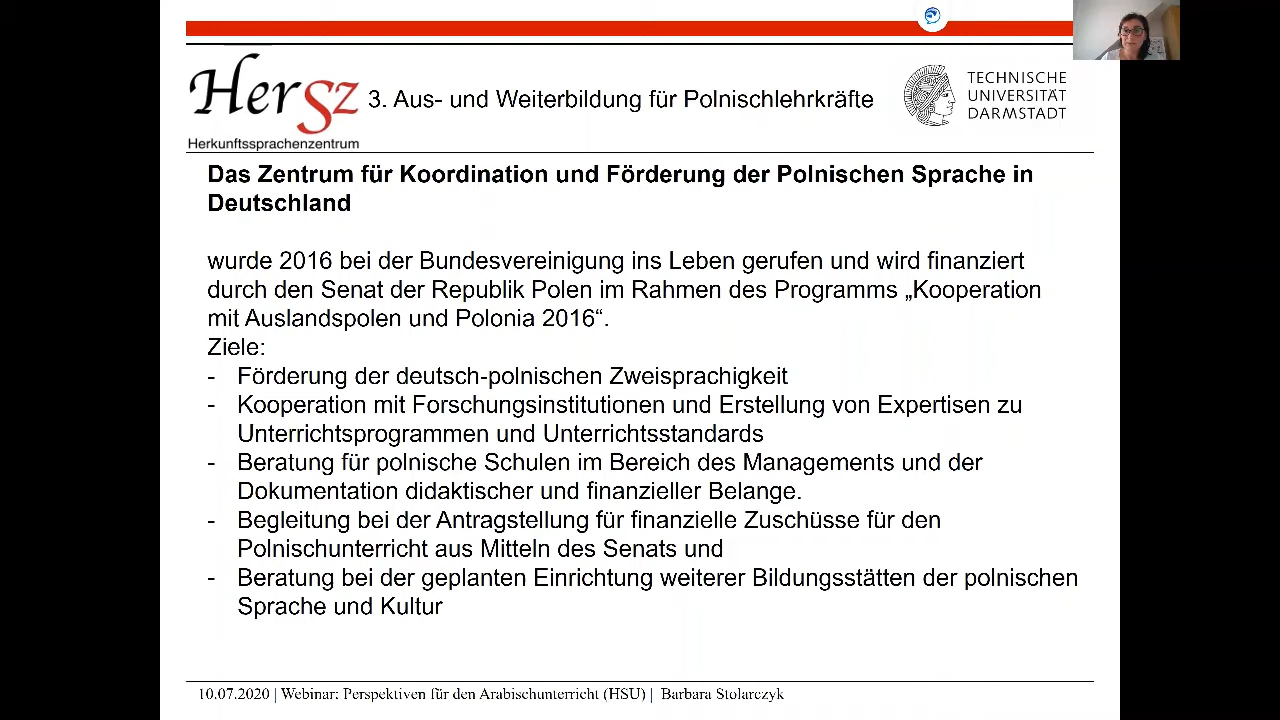 Hersz
Herkunftssprachenzentrum
3. Aus- und Weiterbildung für Polnischlehrkräfte
TECHNISCHE
UNIVERSITÄT
DARMSTADT
Das Zentrum für Koordination und Förderung der Polnischen Sprache in
Deutschland
wurde 2016 bei der Bundesvereinigung ins Leben gerufen und wird finanziert
durch den Senat der Republik Polen im Rahmen des Programms „Kooperation
mit Auslandspolen und Polonia 2016“.
Ziele:
- Förderung der deutsch-polnischen Zweisprachigkeit
- Kooperation mit Forschungsinstitutionen und Erstellung von Expertisen zu
Unterrichtsprogrammen und Unterrichtsstandards
- Beratung für polnische Schulen im Bereich des Managements und der
Dokumentation didaktischer und finanzieller Belange.
- Begleitung bei der Antragstellung für finanzielle Zuschüsse für den
Polnischunterricht aus Mitteln des Senats und
- Beratung bei der geplanten Einrichtung weiterer Bildungsstätten der polnischen
Sprache und Kultur
10.07.2020 | Webinar: Perspektiven für den Arabischunterricht (HSU) | Barbara Stolarczyk